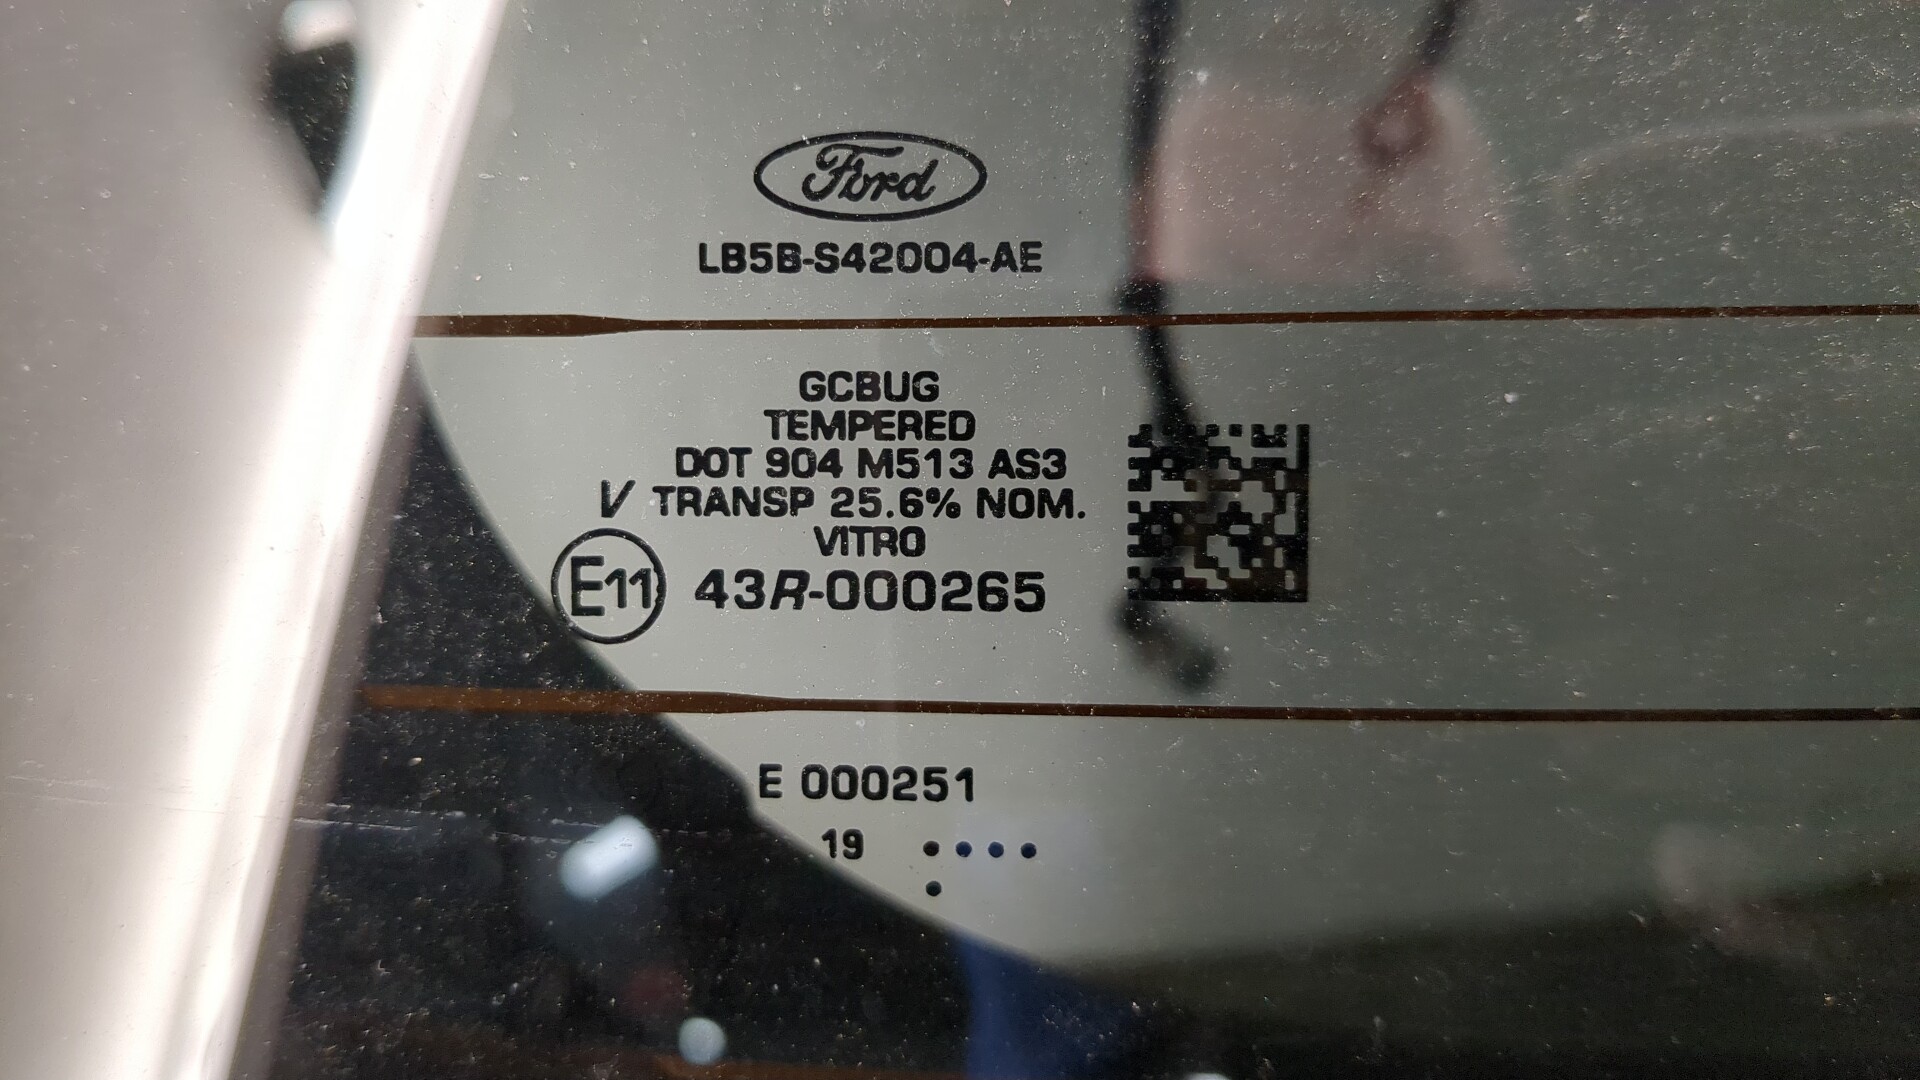 Ford
LB5B-S42004-AE
GCBUG
TEMPERED
DOT 904 M513 AS3
V TRANSP 25.6% NOM.
VITRO
E11 43R-000265
E 000251
19